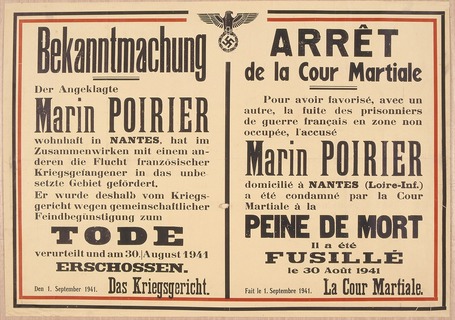 Bekanntmachung
Der Angeklagte
Marin POIRIER
wohnhaft in NANTES, hat im
Zusammenwirken mit einem an-
deren die Flucht französischer
Kriegsgefangener in das unbe-
setzte Gebiet gefördert.
Er wurde deshalb vom Kriegs-
gericht wegen gemeinschaftlicher
Feindbegünstigung zum
TODE
verurteilt und am 30. August 1941
ERSCHOSSEN.
Den 1. September 1941. Das Kriegsgericht.
ARRÊT
de la Cour Martiale
Pour avoir favorisé, avec un
autre, la fuite des prisonniers
de guerre français en zone non
occupée, l'accusé
Marin POIRIER
domicilié à NANTES (Loire-Inf.)
a été condamné par la Cour
Martiale à la
PEINE DE MORT
Il a été
FUSILLÉ
le 30 Août 1941
Fait le 1. Septembre 1941. La Cour Martiale.